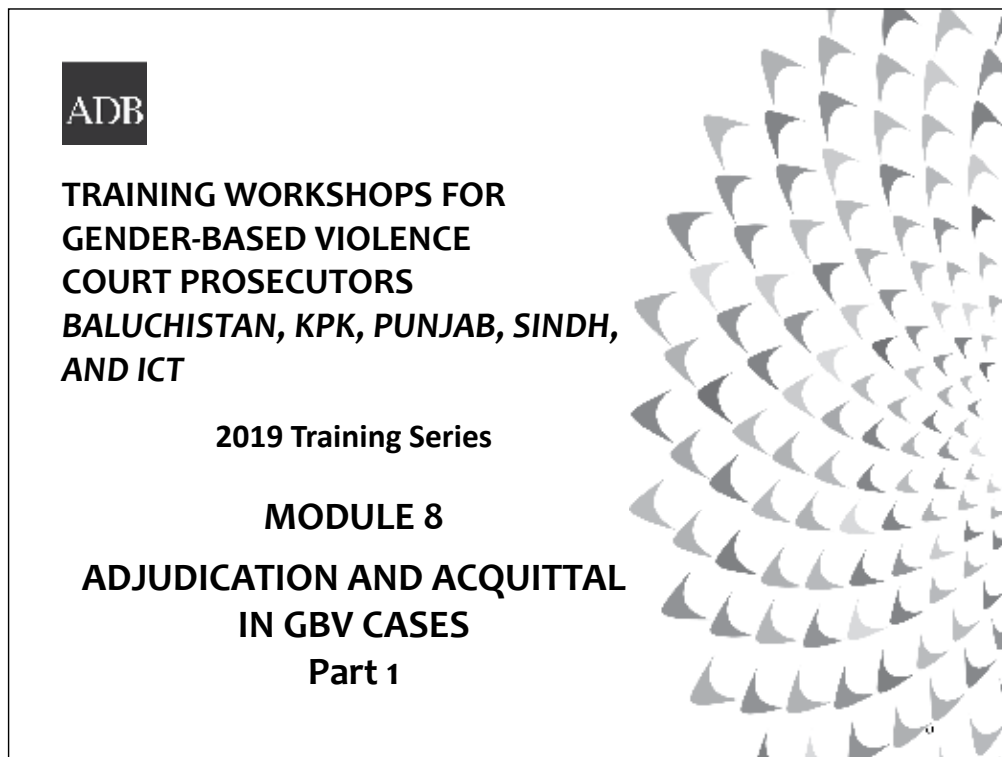 ADB
TRAINING WORKSHOPS FOR
GENDER-BASED VIOLENCE
COURT PROSECUTORS
BALUCHISTAN, KPK, PUNJAB, SINDH,
AND ICT
2019 Training Series
MODULE 8
ADJUDICATION AND ACQUITTAL
IN GBV CASES
Part 1